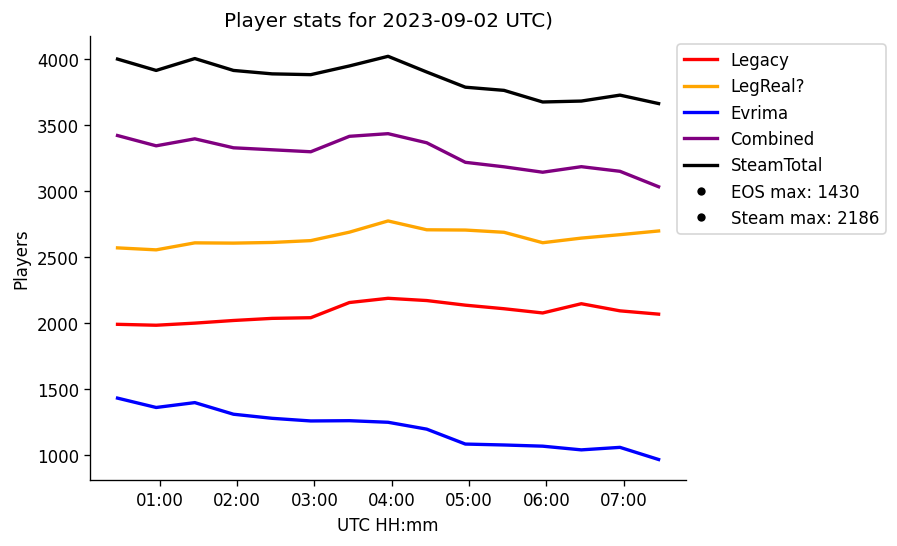 Player stats for 2023-09-02 UTC)
4000
3500
3000
2500
2000
1500
1000
Players
01:00 02:00 03:00 04:00 05:00 06:00 07:00
UTC HH:mm
Legacy
LegReal?
Evrima
Combined
SteamTotal
EOS max: 1430
Steam max: 2186